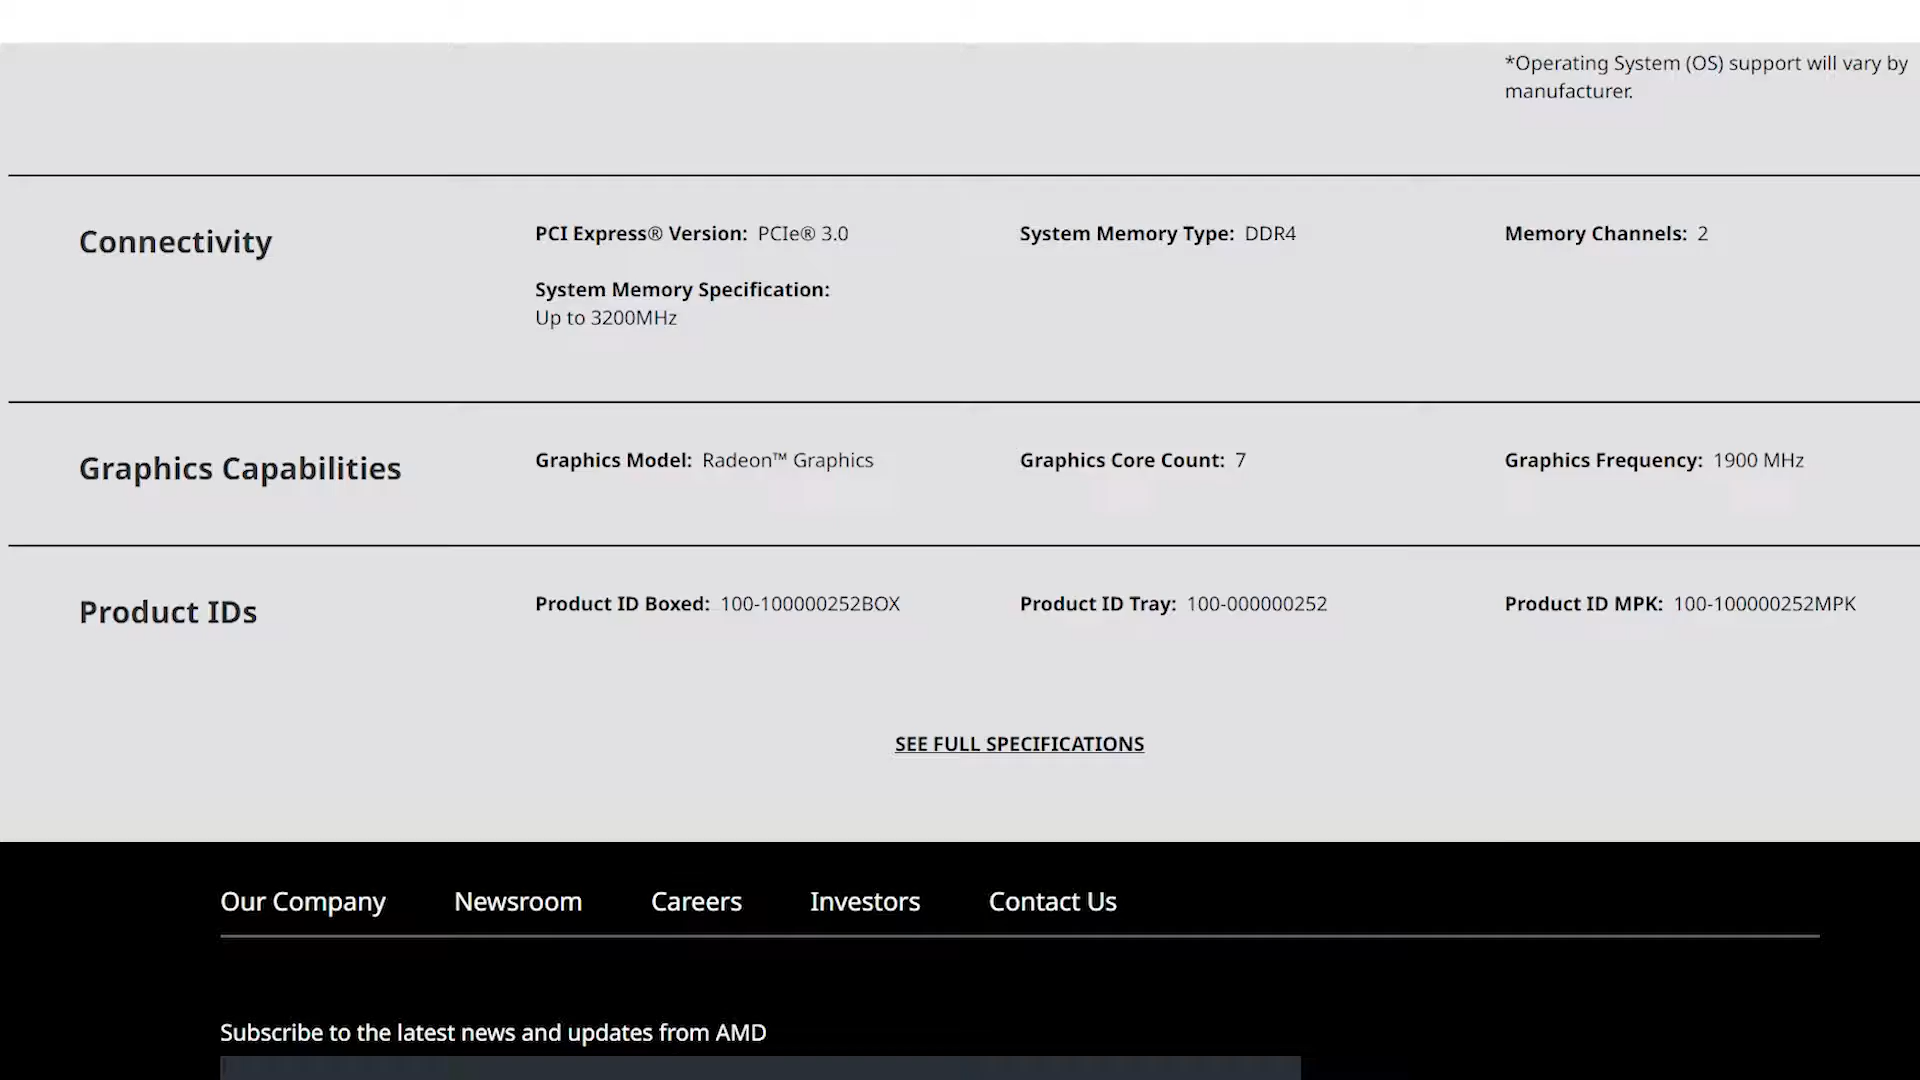 *Operating System (OS) support will vary by
manufacturer.
Connectivity
PCI Express® Version: PCIe® 3.0
System Memory Type: DDR4
Memory Channels: 2
System Memory Specification:
Up to 3200MHz
Graphics Capabilities
Graphics Model: Radeon™ Graphics
Graphics Core Count: 7
Graphics Frequency: 1900 MHz
Product IDs
Product ID Boxed: 100-100000252BOX
Product ID Tray: 100-000000252
Product ID MPK: 100-100000252MPK
SEE FULL SPECIFICATIONS
Our Company
Newsroom
Careers
Investors
Contact Us
Subscribe to the latest news and updates from AMD